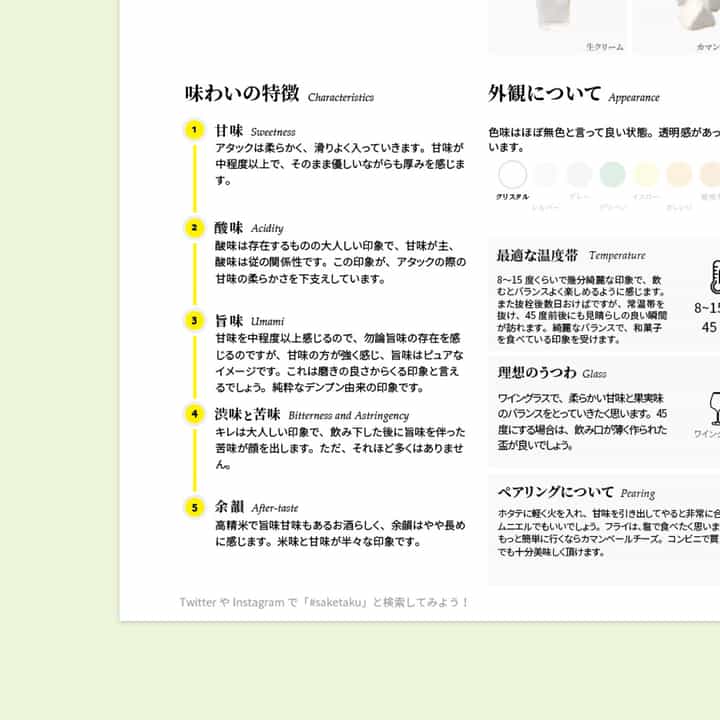 生クリーム
味わいの特徴 Characteristics
1 甘味 Sweetness
アタックは柔らかく、滑りよく入っていきます。甘味が
中程度以上で、そのまま優しいながらも厚みを感じま
す。
2 酸味 Acidity
酸味は存在するものの大人しい印象で、甘味が主、
酸味は従の関係性です。この印象が、アタックの際の
甘味の柔らかさを下支えしています。
3 旨味 Umami
甘味を中程度以上感じるので、勿論旨味の存在を感
じるのですが、甘味の方が強く感じ、旨味はピュアな
イメージです。これは磨きの良さからくる印象と言え
るでしょう。純粋なデンプン由来の印象です。
4 渋味と苦味 Bitterness and Astringency
キレは大人しい印象で、飲み下した後に旨味を伴った
苦味が顔を出します。ただ、それほど多くはありませ
ん。
5 余韻 After-taste
高精米で旨味甘味もあるお酒らしく、余韻はやや長め
に感じます。米味と甘味が半々な印象です。
Twitter や Instagram で「#saketaku」と検索してみよう！
カマン
外観について Appearance
色味はほぼ無色と言って良い状態。透明感があっ
います。
クリスタル グレー イエロー
シルバー グリーン オレンジ
最適な温度帯 Temperature
8〜15 度くらいで幾分綺麗な印象で、飲
むとバランスよく楽しめるように感じます。
また抜栓後数日おけばですが、常温帯を
抜け、45 度前後にも見晴らしの良い瞬間
が訪れます。綺麗なバランスで、和菓子
を食べている印象を受けます。
8~15
45
理想のうつわ Glass
ワイングラスで、柔らかい甘味と果実味
のバランスをとっていきたく思います。45
度にする場合は、飲み口が薄く作られた
盃が良いでしょう。
ワイン
ペアリングについて Pearing
ホタテに軽く火を入れ、甘味を引き出してやると非常に合
ムニエルでもいいでしょう。フライは、塩で食べたく思いま
もっと簡単に行くならカマンベールチーズ。コンビニで買
でも十分美味しく頂けます。